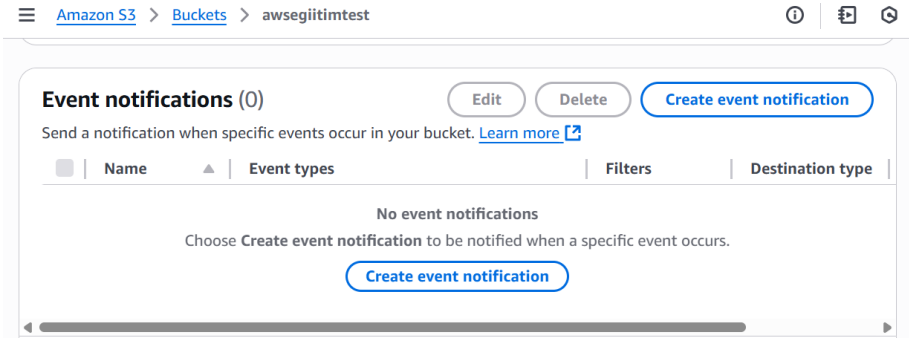 Amazon S3 > Buckets > awsegiitimtest
Event notifications (0)
Edit
Delete
Create event notification
Send a notification when specific events occur in your bucket. Learn more
Name
Event types
Filters
Destination type
No event notifications
Choose Create event notification to be notified when a specific event occurs.
Create event notification